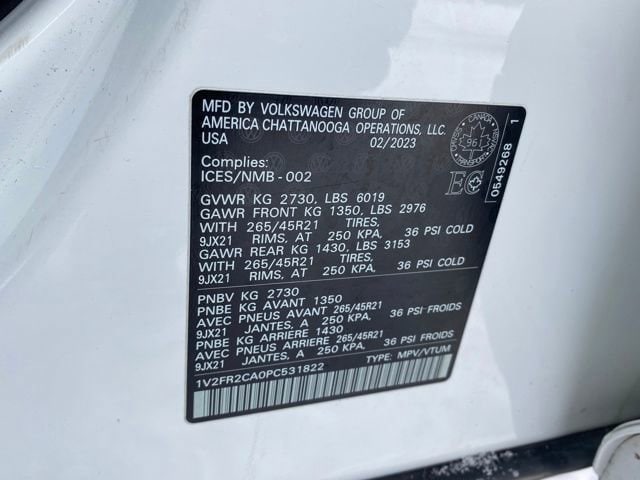 MFD BY VOLKSWAGEN GROUP OF
AMERICA CHATTANOOGA OPERATIONS, LLC.
USA 02/2023
Complies:
ICES/NMB-002
CANADA
961
EC
0549268 1
GVWR KG 2730, LBS 6019
GAWR FRONT KG 1350, LBS 2976
WITH 265/45R21 TIRES,
9JX21 RIMS, AT 250 KPA, 36 PSI COLD
GAWR REAR KG 1430, LBS 3153
WITH 265/45R21 TIRES,
9JX21 RIMS, AT 250 KPA, 36 PSI COLD
PNBV KG 2730
PNBE KG AVANT 1350
AVEC PNEUS AVANT 265/45R21
9JX21 JANTES, A 250 KPA, 36 PSI FROIDS
PNBE KG ARRIERE 1430
AVEC PNEUS ARRIERE 265/45R21
9JX21 JANTES, A 250 KPA, 36 PSI FROIDS
1V2FR2CA0PC531822 TYPE: MPV/VTUM